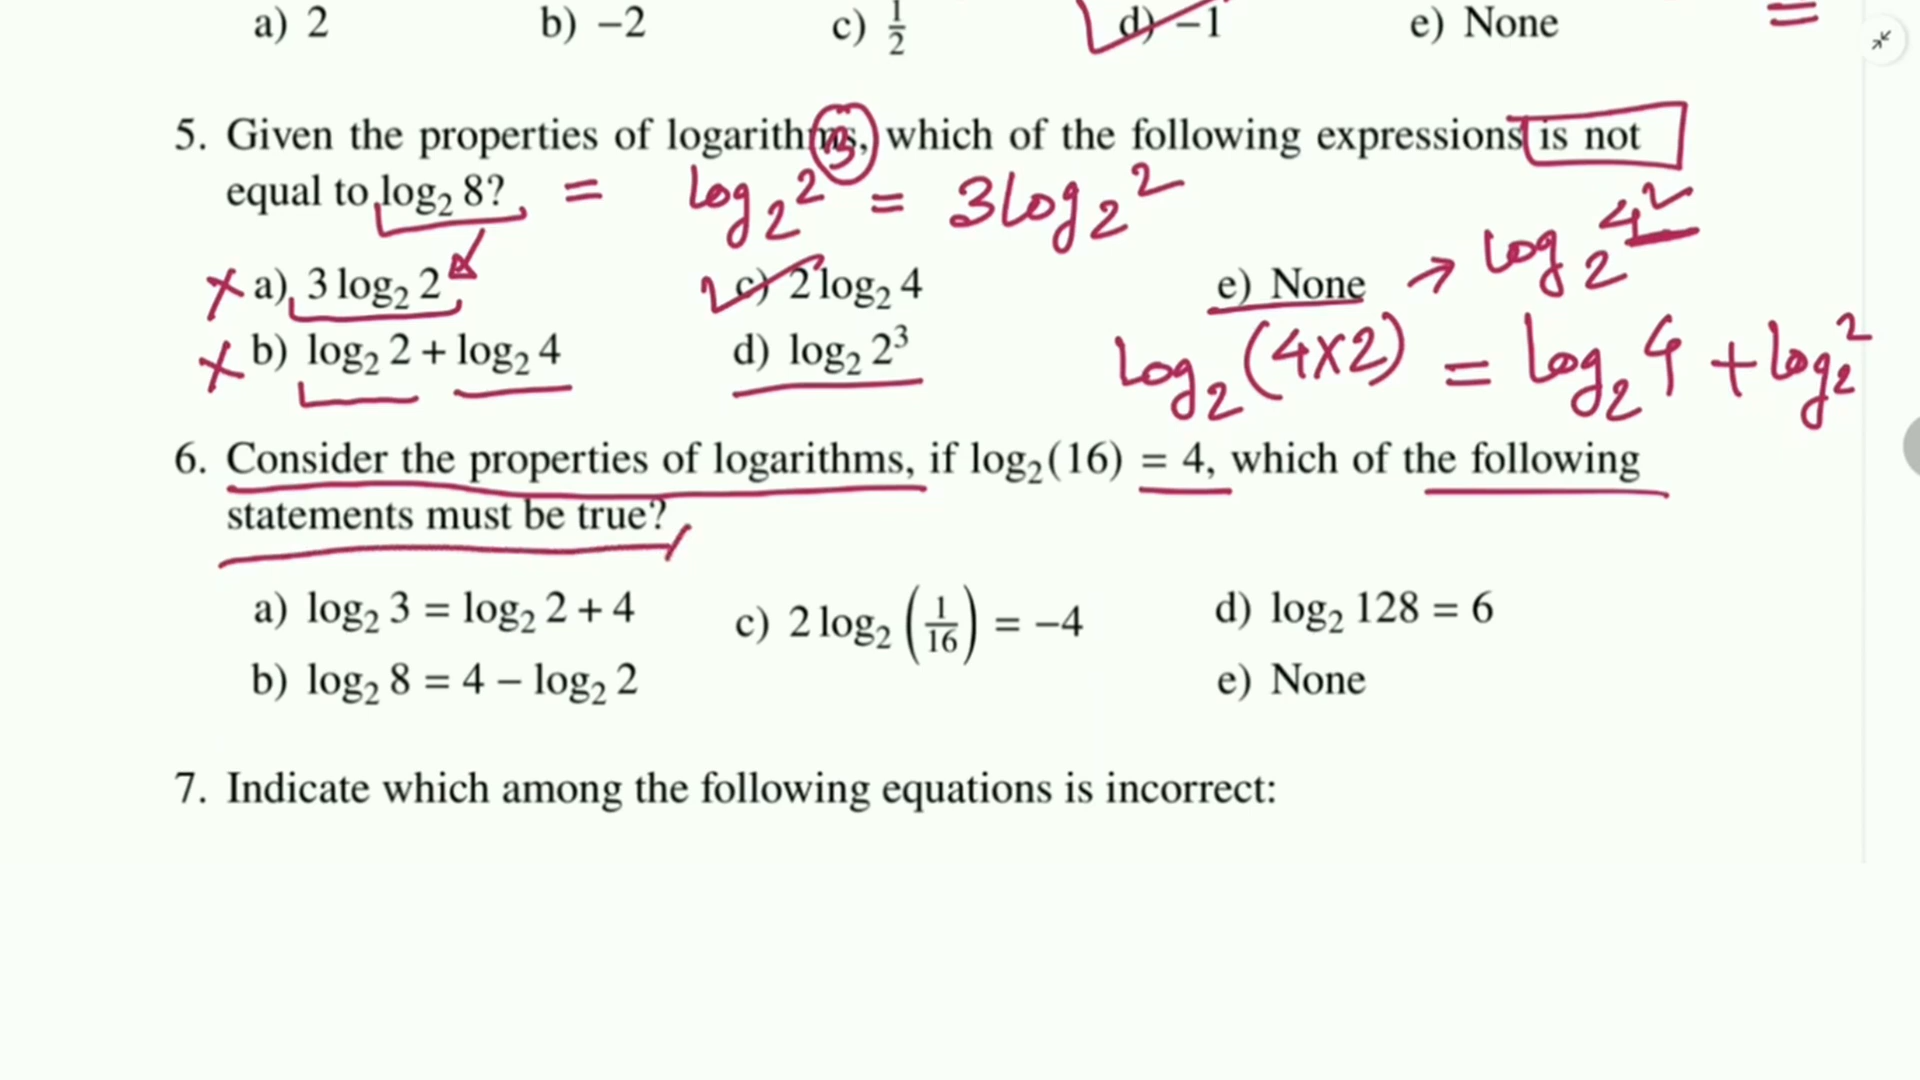 a) 2 b) −2 c) 1/2 d) −1 e) None =
5. Given the properties of logarithms, which of the following expressions is not
equal to log₂ 8? = log₂ 2³ = 3 log₂ 2
a) 3 log₂ 2 c) 2 log₂ 4 e) None → log₂ 4²
b) log₂ 2 + log₂ 4 d) log₂ 2³ log₂ (4×2) = log₂ 4 + log₂ 2
6. Consider the properties of logarithms, if log₂(16) = 4, which of the following
statements must be true?
a) log₂ 3 = log₂ 2 + 4 c) 2 log₂ (1/16) = −4 d) log₂ 128 = 6
b) log₂ 8 = 4 − log₂ 2 e) None
7. Indicate which among the following equations is incorrect: